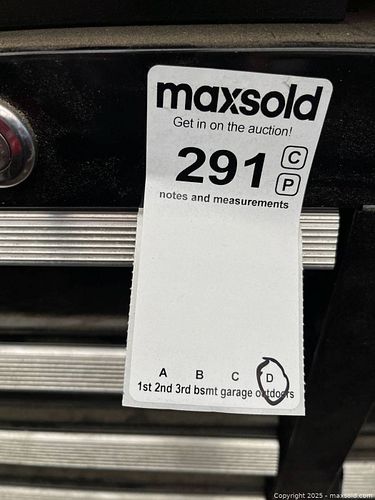 maxsold
Get in on the auction!
291
C
P
notes and measurements
A B C D
1st 2nd 3rd bsmt garage outdoors
Copyright 2025 - maxsold.com